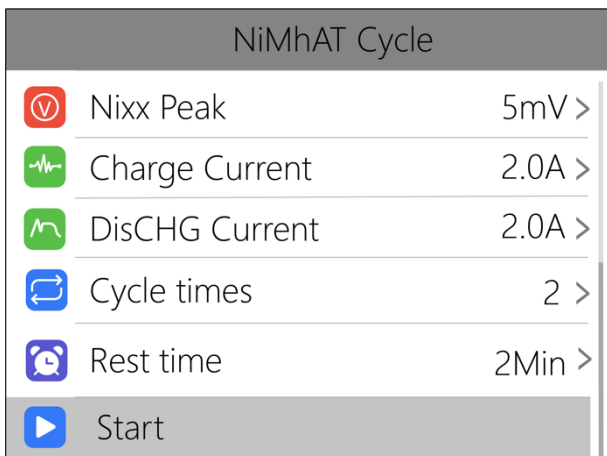 NiMhAT Cycle
Nixx Peak 5mV >
Charge Current 2.0A >
DisCHG Current 2.0A >
Cycle times 2 >
Rest time 2Min >
Start